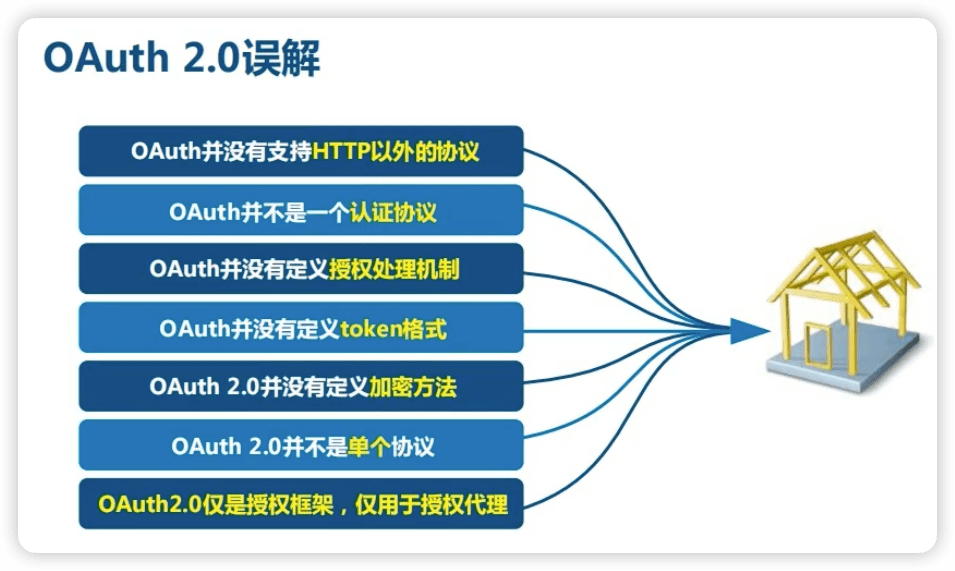 OAuth 2.0误解
OAuth并没有支持HTTP以外的协议
OAuth并不是一个认证协议
OAuth并没有定义授权处理机制
OAuth并没有定义token格式
OAuth 2.0并没有定义加密方法
OAuth 2.0并不是单个协议
OAuth2.0仅是授权框架，仅用于授权代理